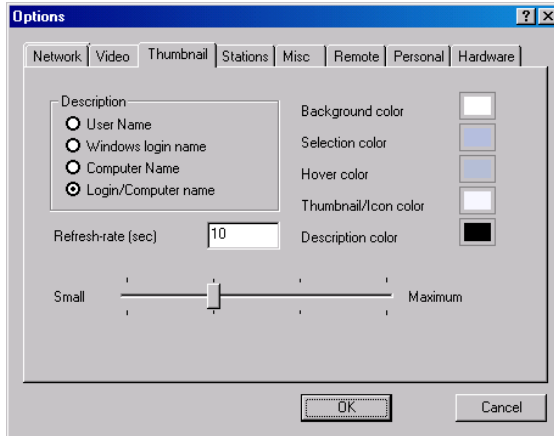 Options
Network Video Thumbnail Stations Misc Remote Personal Hardware
Description
User Name
Windows login name
Computer Name
Login/Computer name
Refresh-rate (sec) 10
Background color
Selection color
Hover color
Thumbnail/Icon color
Description color
Small Maximum
OK Cancel